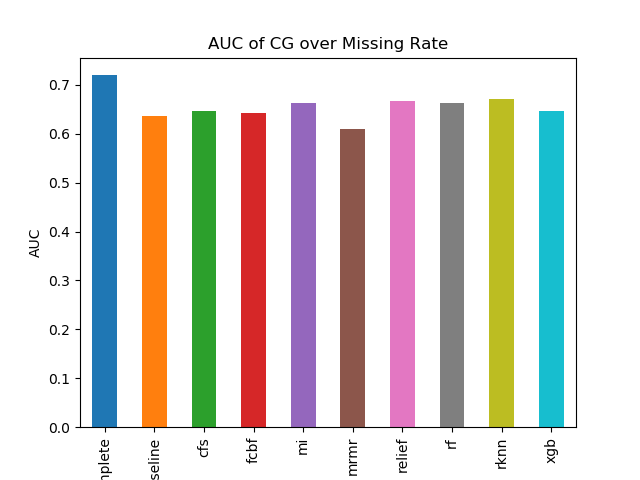 AUC of CG over Missing Rate
AUC
0.7
0.6
0.5
0.4
0.3
0.2
0.1
0.0
nplete
seline
cfs
fcbf
mi
mrmr
relief
rf
rknn
xgb